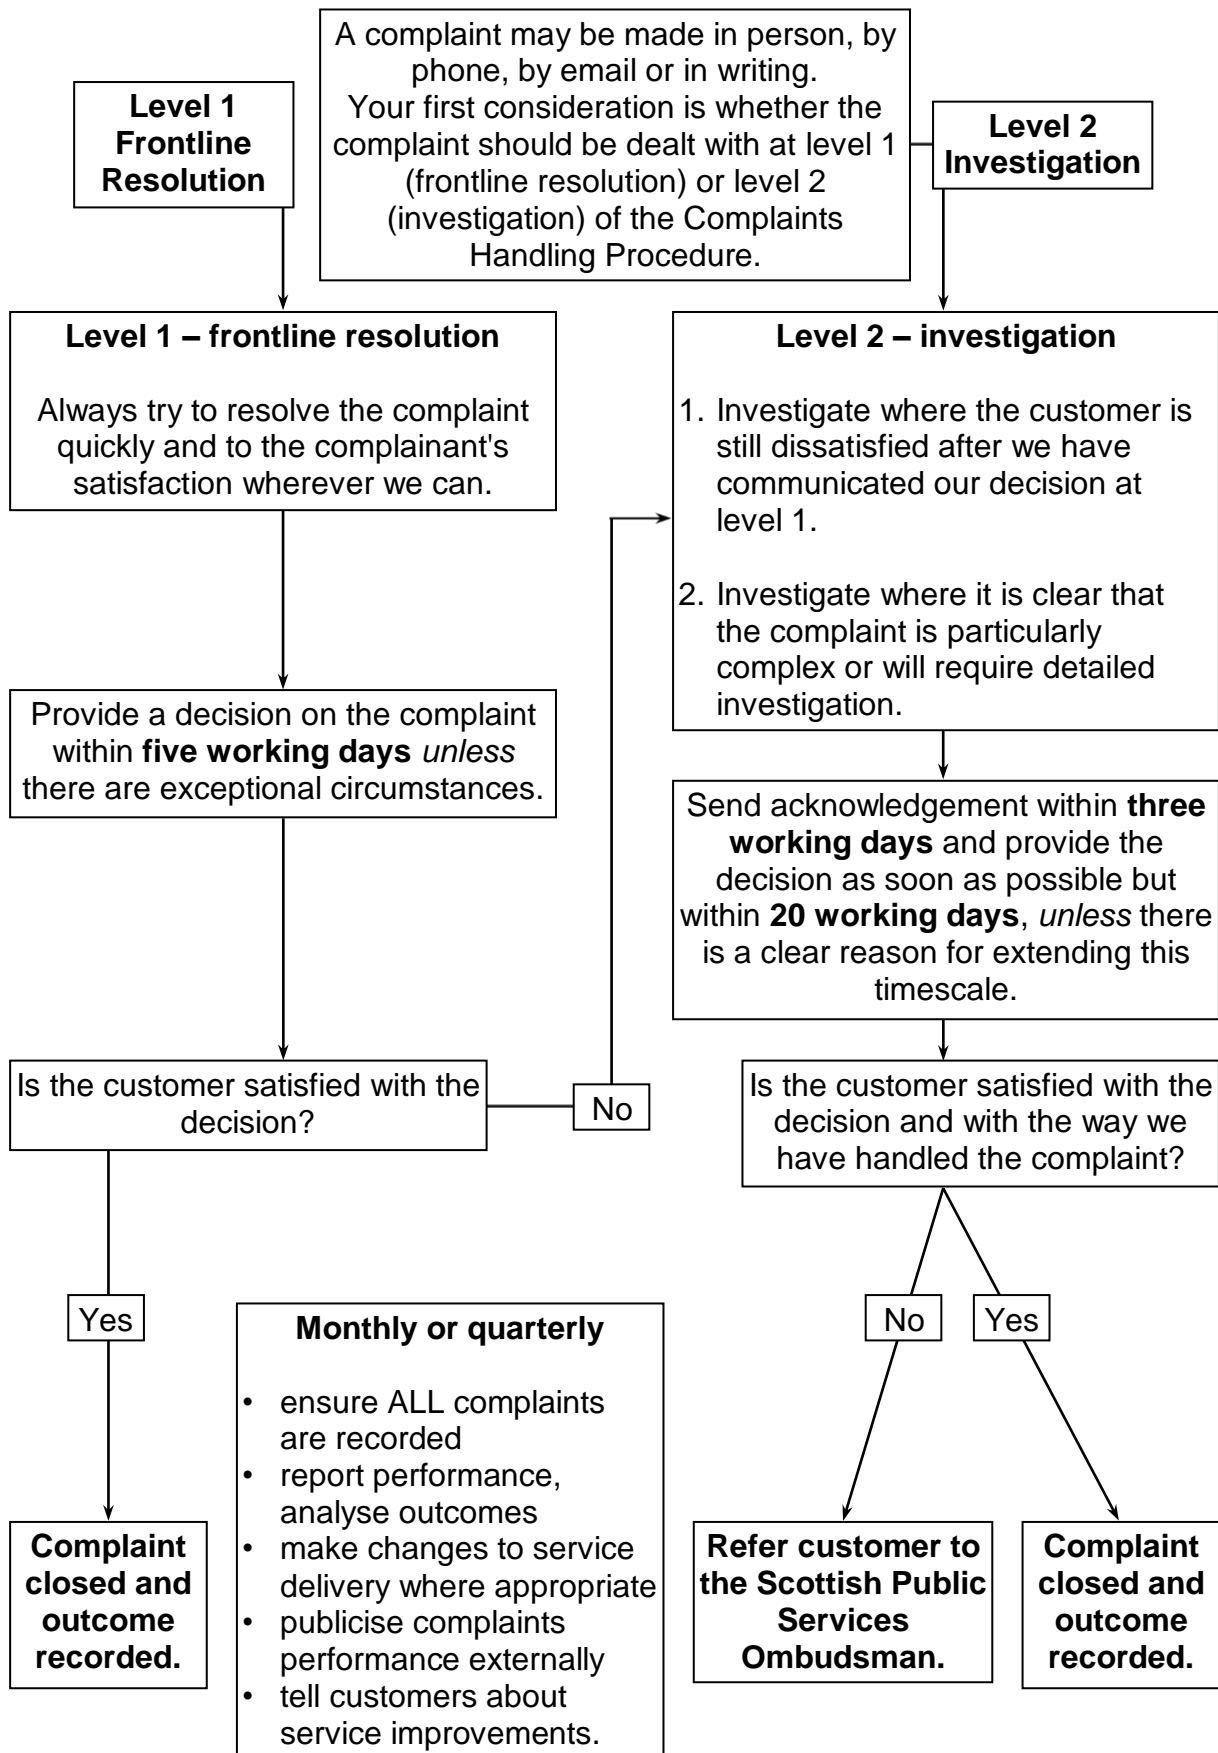 A complaint may be made in person, by
phone, by email or in writing.
Your first consideration is whether the
complaint should be dealt with at level 1
(frontline resolution) or level 2
(investigation) of the Complaints
Handling Procedure.
Level 1
Frontline
Resolution
Level 2
Investigation
Level 1 – frontline resolution
Always try to resolve the complaint
quickly and to the complainant's
satisfaction wherever we can.
Provide a decision on the complaint
within five working days unless
there are exceptional circumstances.
Is the customer satisfied with the
decision?
No
Yes
Complaint
closed and
outcome
recorded.
Level 2 – investigation
1. Investigate where the customer is
still dissatisfied after we have
communicated our decision at
level 1.
2. Investigate where it is clear that
the complaint is particularly
complex or will require detailed
investigation.
Send acknowledgement within three
working days and provide the
decision as soon as possible but
within 20 working days, unless there
is a clear reason for extending this
timescale.
Is the customer satisfied with the
decision and with the way we
have handled the complaint?
No
Yes
Refer customer to
the Scottish Public
Services
Ombudsman.
Complaint
closed and
outcome
recorded.
Monthly or quarterly
• ensure ALL complaints
are recorded
• report performance,
analyse outcomes
• make changes to service
delivery where appropriate
• publicise complaints
performance externally
• tell customers about
service improvements.